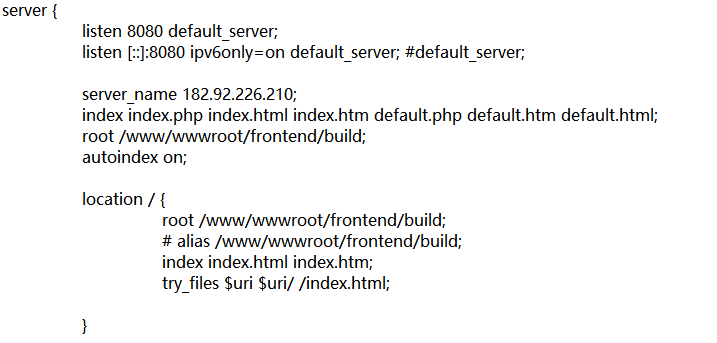 server {
listen 8080 default_server;
listen [::]:8080 ipv6only=on default_server; #default_server;
server_name 182.92.226.210;
index index.php index.html index.htm default.php default.htm default.html;
root /www/wwwroot/frontend/build;
autoindex on;
location / {
root /www/wwwroot/frontend/build;
# alias /www/wwwroot/frontend/build;
index index.html index.htm;
try_files $uri $uri/ /index.html;
}